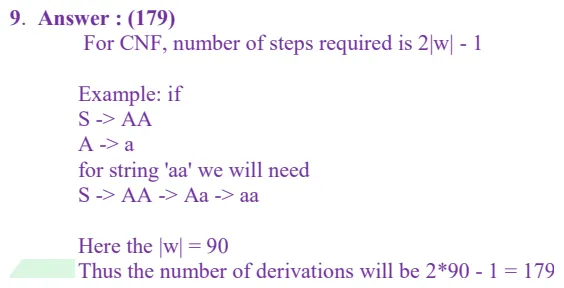 9. Answer : (179)
For CNF, number of steps required is 2|w| - 1
Example: if
S -> AA
A -> a
for string 'aa' we will need
S -> AA -> Aa -> aa
Here the |w| = 90
Thus the number of derivations will be 2*90 - 1 = 179